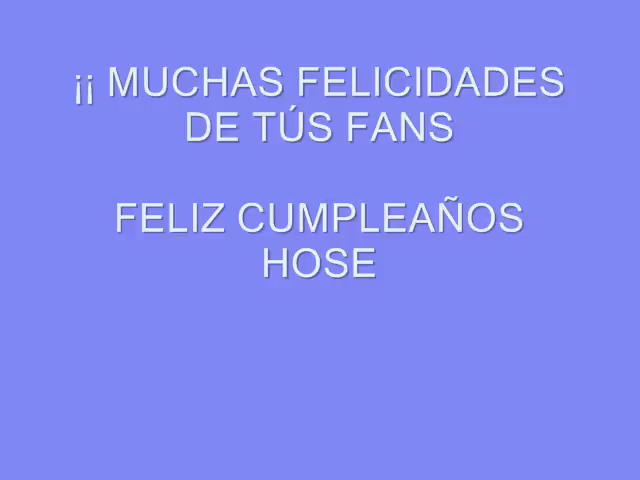 ¡¡ MUCHAS FELICIDADES
DE TÚS FANS
FELIZ CUMPLEAÑOS
HOSE